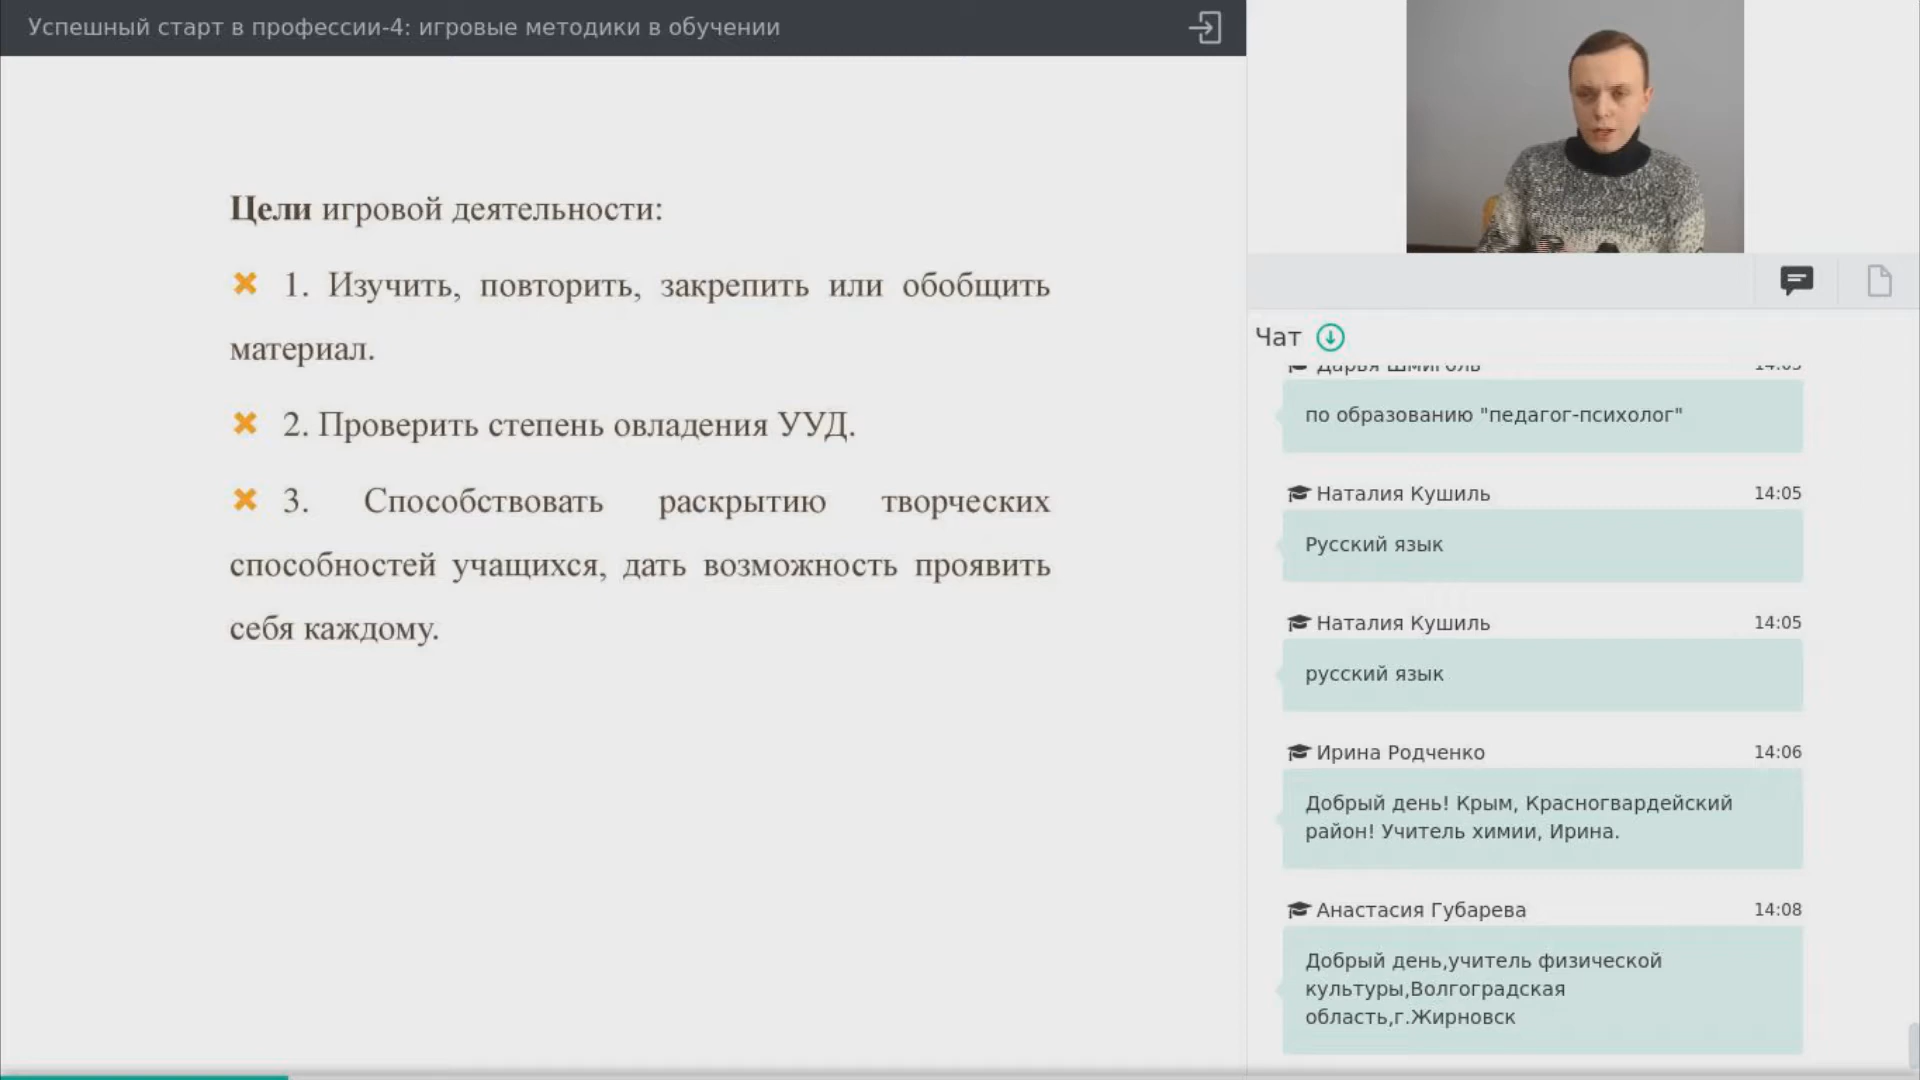 Успешный старт в профессии-4: игровые методики в обучении
Цели игровой деятельности:
✖ 1. Изучить, повторить, закрепить или обобщить
материал.
✖ 2. Проверить степень овладения УУД.
✖ 3. Способствовать раскрытию творческих
способностей учащихся, дать возможность проявить
себя каждому.
Чат
Дарья Шмиголь
по образованию "педагог-психолог"
Наталия Кушиль 14:05
Русский язык
Наталия Кушиль 14:05
русский язык
Ирина Родченко 14:06
Добрый день! Крым, Красногвардейский
район! Учитель химии, Ирина.
Анастасия Губарева 14:08
Добрый день,учитель физической
культуры,Волгоградская
область,г.Жирновск